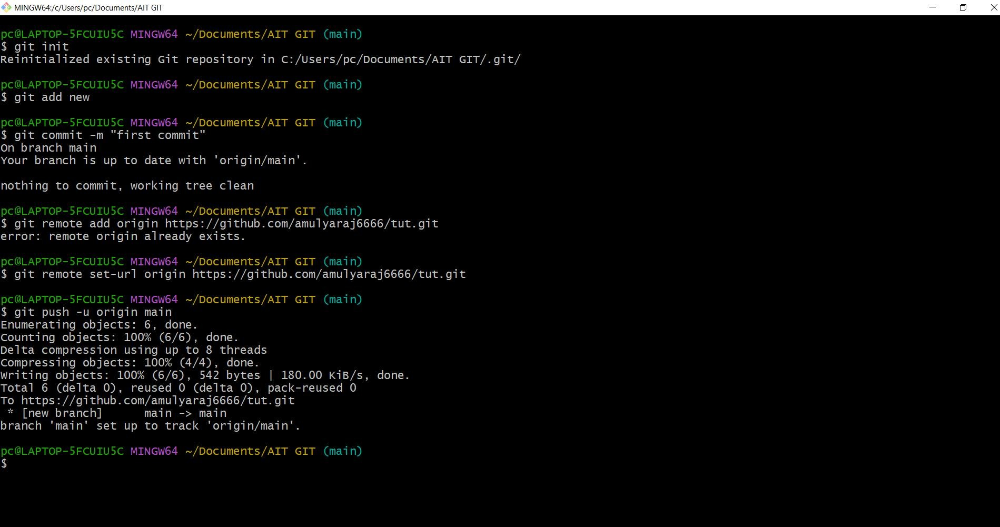 MINGW64:/c/Users/pc/Documents/AIT GIT
pc@LAPTOP-5FCUIU5C MINGW64 ~/Documents/AIT GIT (main)
$ git init
Reinitialized existing Git repository in C:/Users/pc/Documents/AIT GIT/.git/
pc@LAPTOP-5FCUIU5C MINGW64 ~/Documents/AIT GIT (main)
$ git add new
pc@LAPTOP-5FCUIU5C MINGW64 ~/Documents/AIT GIT (main)
$ git commit -m "first commit"
On branch main
Your branch is up to date with 'origin/main'.
nothing to commit, working tree clean
pc@LAPTOP-5FCUIU5C MINGW64 ~/Documents/AIT GIT (main)
$ git remote add origin https://github.com/amulyaraj6666/tut.git
error: remote origin already exists.
pc@LAPTOP-5FCUIU5C MINGW64 ~/Documents/AIT GIT (main)
$ git remote set-url origin https://github.com/amulyaraj6666/tut.git
pc@LAPTOP-5FCUIU5C MINGW64 ~/Documents/AIT GIT (main)
$ git push -u origin main
Enumerating objects: 6, done.
Counting objects: 100% (6/6), done.
Delta compression using up to 8 threads
Compressing objects: 100% (4/4), done.
Writing objects: 100% (6/6), 542 bytes | 180.00 KiB/s, done.
Total 6 (delta 0), reused 0 (delta 0), pack-reused 0
To https://github.com/amulyaraj6666/tut.git
 * [new branch]      main -> main
branch 'main' set up to track 'origin/main'.
pc@LAPTOP-5FCUIU5C MINGW64 ~/Documents/AIT GIT (main)
$